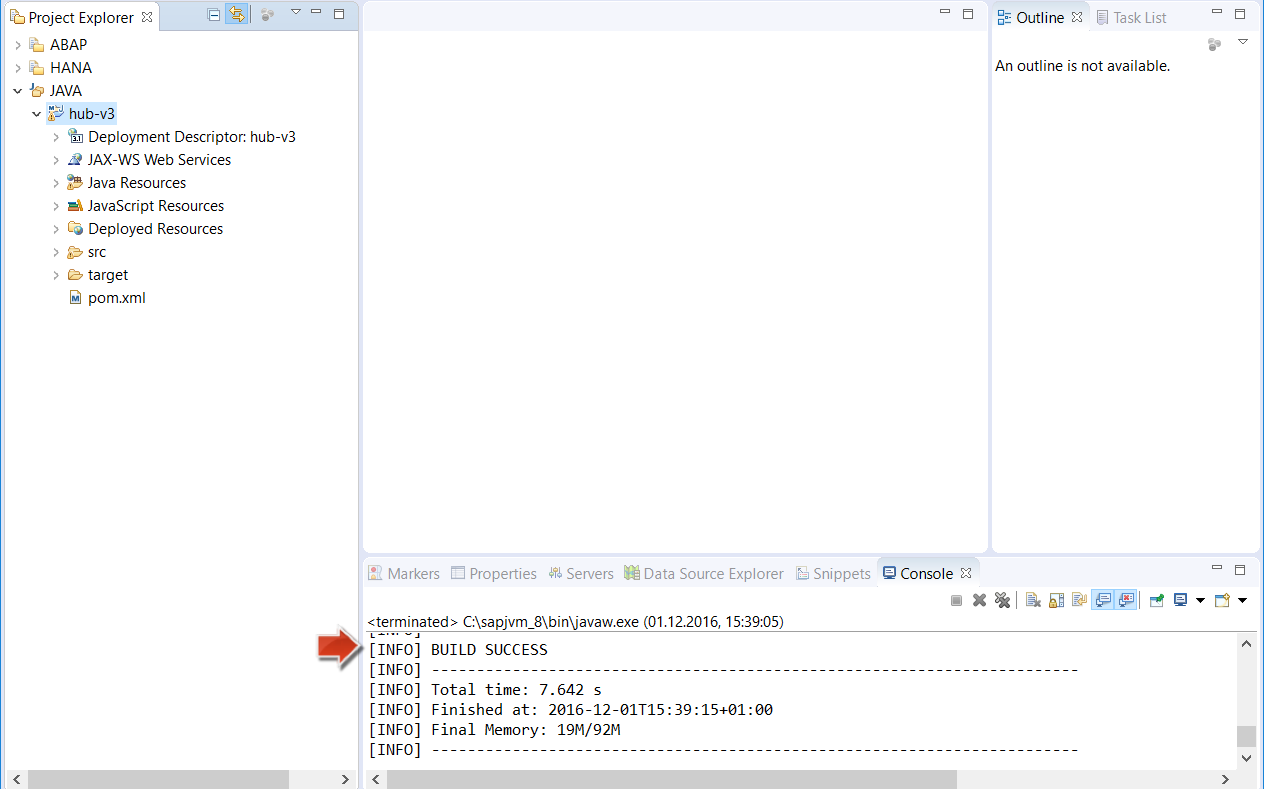 Project Explorer
ABAP
HANA
JAVA
hub-v3
Deployment Descriptor: hub-v3
JAX-WS Web Services
Java Resources
JavaScript Resources
Deployed Resources
src
target
pom.xml
Outline Task List
An outline is not available.
Markers Properties Servers Data Source Explorer Snippets Console
<terminated> C:\sapjvm_8\bin\javaw.exe (01.12.2016, 15:39:05)
[INFO]
[INFO] BUILD SUCCESS
[INFO] ------------------------------------------------------------------------
[INFO] Total time: 7.642 s
[INFO] Finished at: 2016-12-01T15:39:15+01:00
[INFO] Final Memory: 19M/92M
[INFO] ------------------------------------------------------------------------